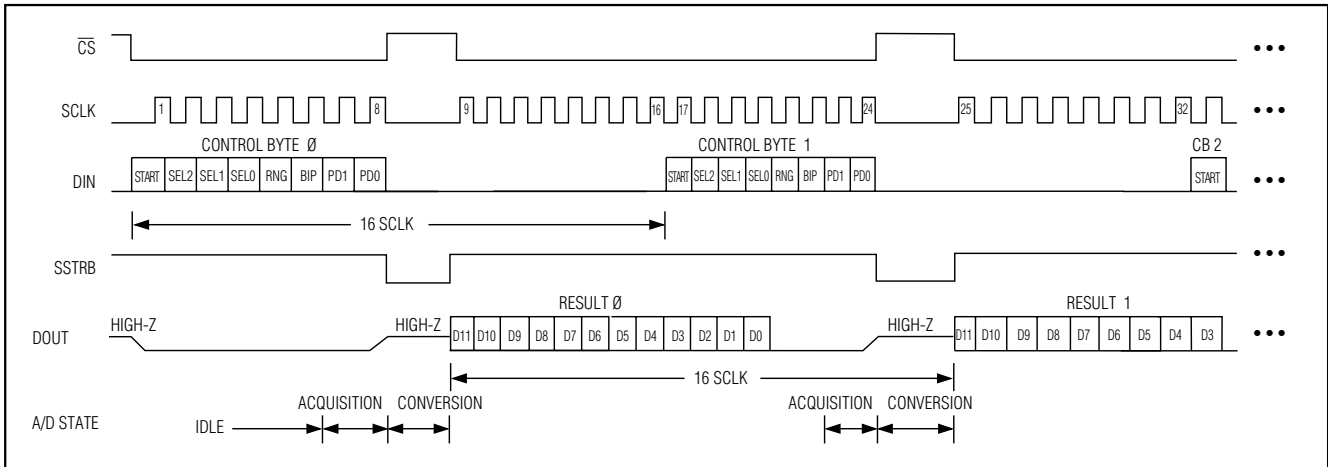 CS •••
SCLK 1 8 9 16 17 24 25 32 •••
CONTROL BYTE Ø CONTROL BYTE 1 CB 2
DIN START SEL2 SEL1 SEL0 RNG BIP PD1 PD0 START SEL2 SEL1 SEL0 RNG BIP PD1 PD0 START •••
16 SCLK
SSTRB •••
RESULT Ø RESULT 1
DOUT HIGH-Z HIGH-Z D11 D10 D9 D8 D7 D6 D5 D4 D3 D2 D1 D0 HIGH-Z D11 D10 D9 D8 D7 D6 D5 D4 D3 •••
16 SCLK
ACQUISITION CONVERSION ACQUISITION CONVERSION
A/D STATE IDLE